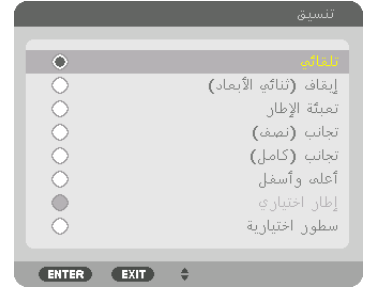 تنسيق
تلقائي
إيقاف (ثنائي الأبعاد)
تعبئة الإطار
تجانب (نصف)
تجانب (كامل)
أعلى وأسفل
إطار اختياري
سطور اختيارية
ENTER EXIT